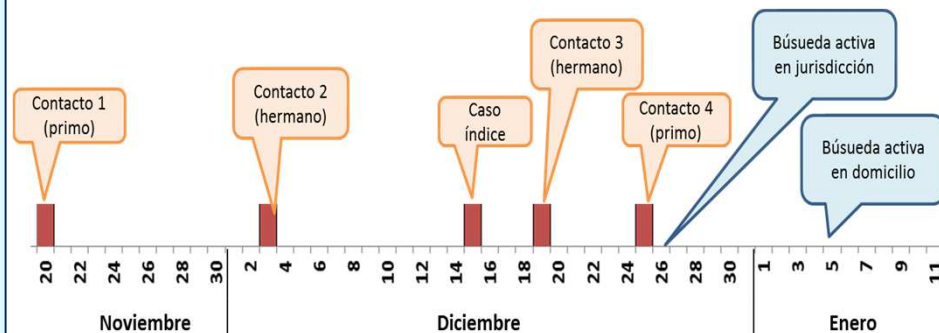 Contacto 1
(primo)
Contacto 2
(hermano)
Caso
índice
Contacto 3
(hermano)
Contacto 4
(primo)
Búsueda activa
en jurisdicción
Búsueda activa
en domicilio
20 22 24 26 28 30 2 4 6 8 10 12 14 16 18 20 22 24 26 28 30 1 3 5 7 9 11
Noviembre Diciembre Enero